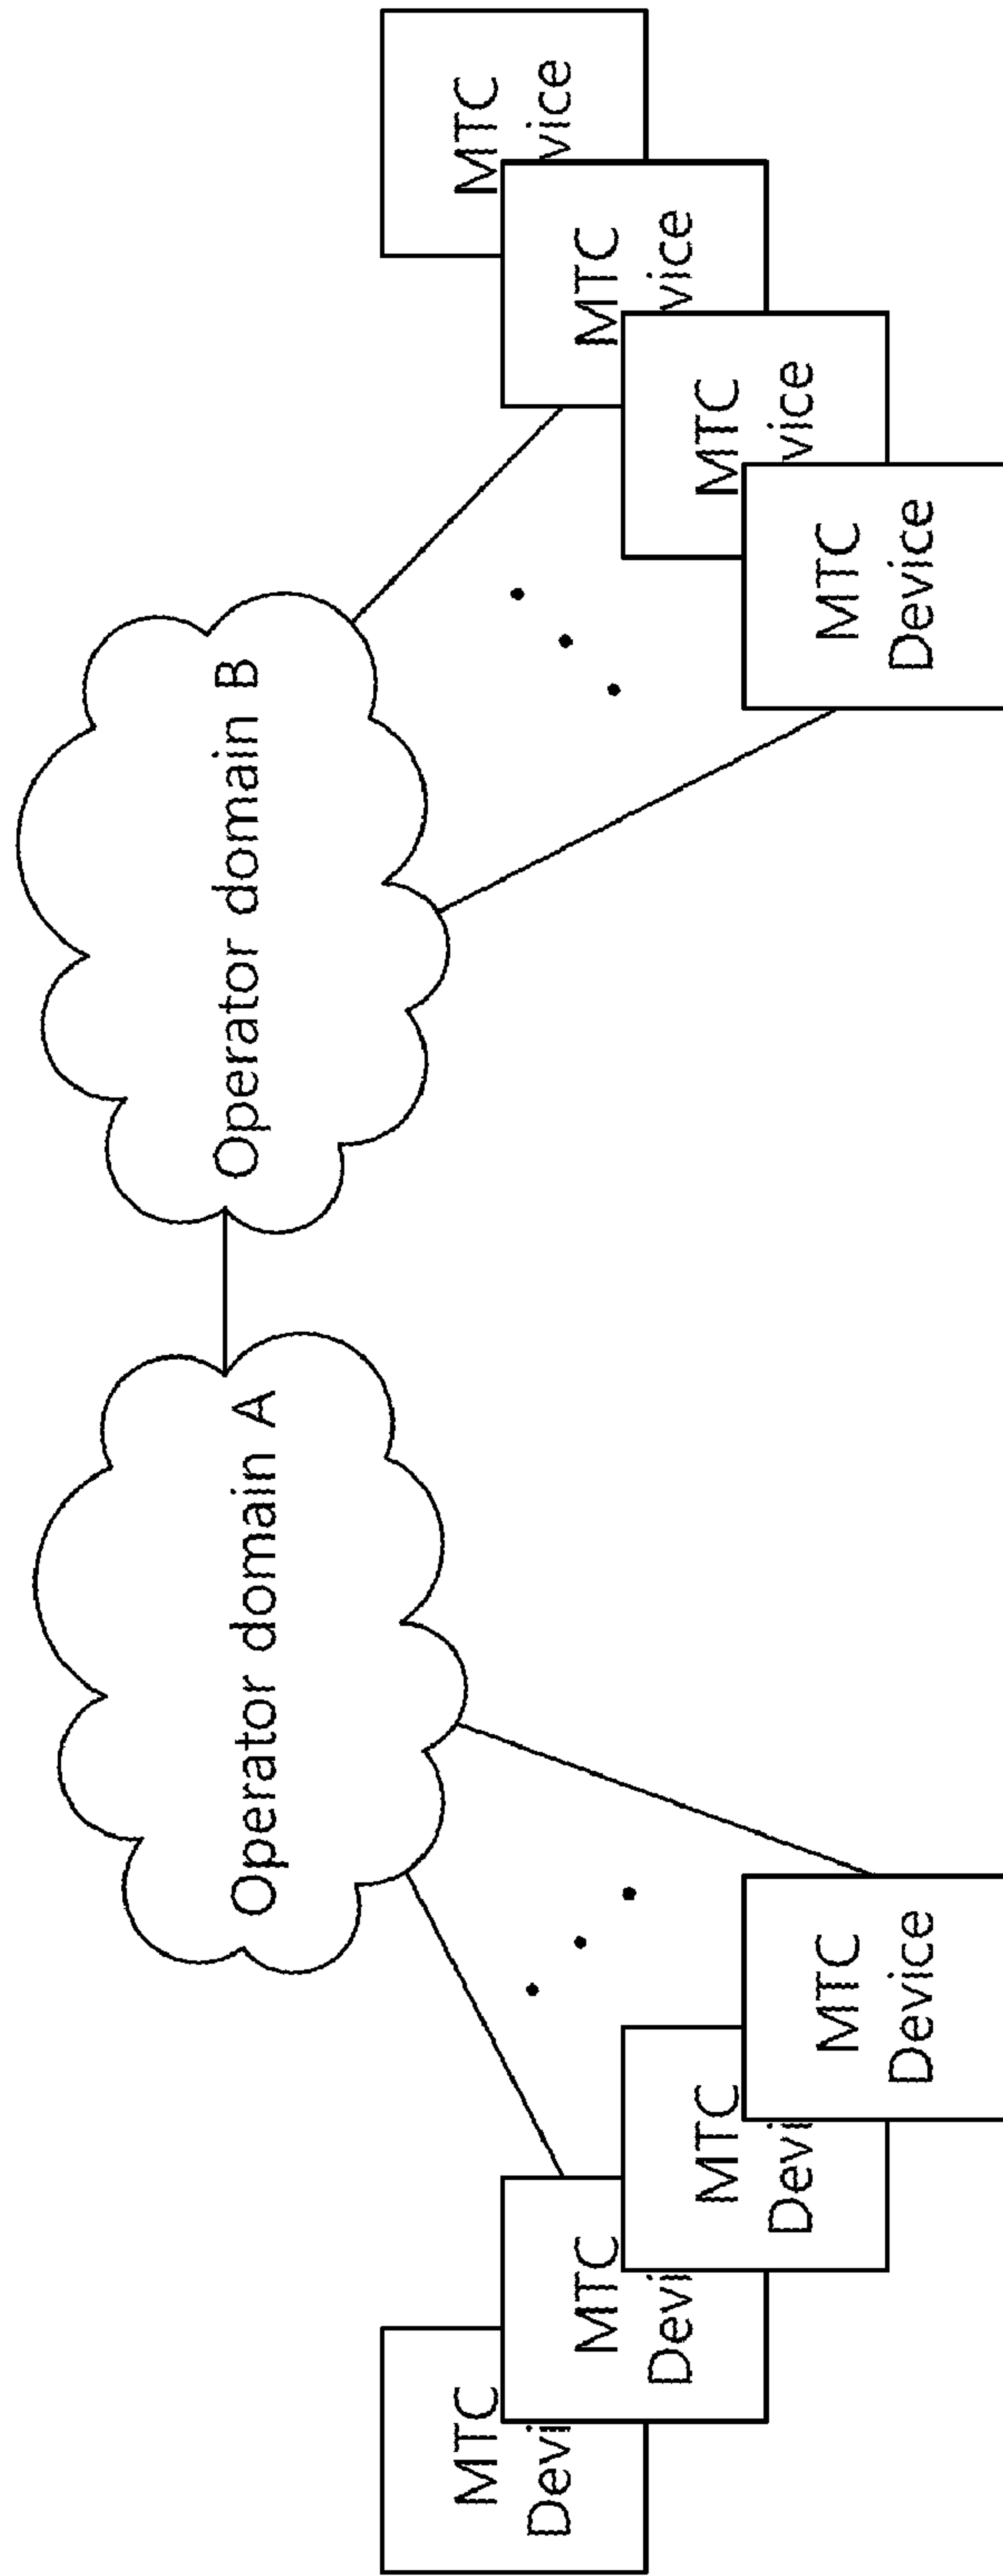 Operator domain A
Operator domain B
MTC
Devi
MTC
Devi
MTC
Devi
MTC
Device
MTC
vice
MTC
vice
MTC
vice
MTC
Device